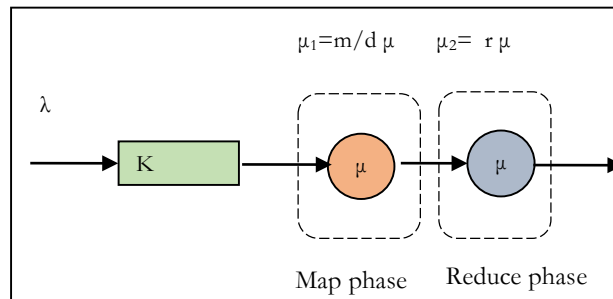 μ₁=m/d μ μ₂= r μ
λ
K μ μ
Map phase Reduce phase